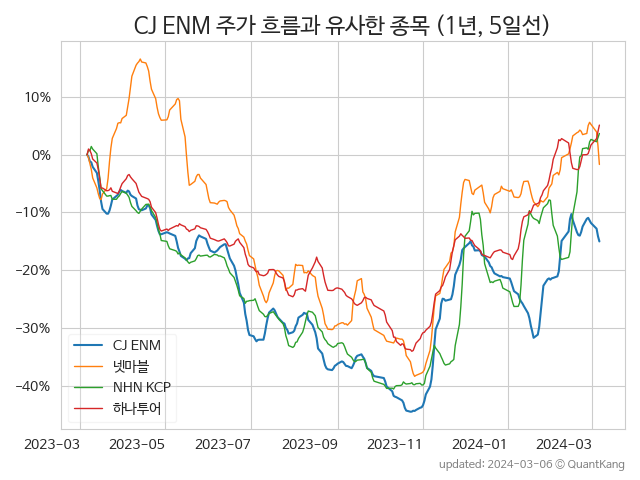 CJ ENM 주가 흐름과 유사한 종목 (1년, 5일선)
10%
0%
−10%
−20%
−30%
−40%
CJ ENM
넷마블
NHN KCP
하나투어
2023-03
2023-05
2023-07
2023-09
2023-11
2024-01
2024-03
updated: 2024-03-06 © QuantKang